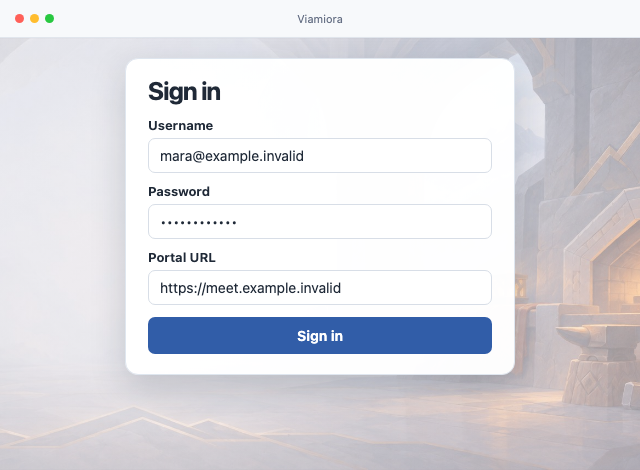 Viamiora
Sign in
Username
mara@example.invalid
Password
••••••••••••
Portal URL
https://meet.example.invalid
Sign in